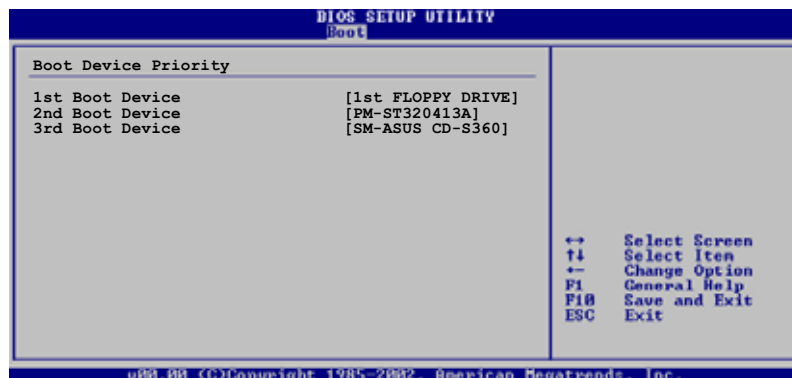 BIOS SETUP UTILITY
Boot
Boot Device Priority
1st Boot Device [1st FLOPPY DRIVE]
2nd Boot Device [PM-ST320413A]
3rd Boot Device [SM-ASUS CD-S360]
↔ Select Screen
↑↓ Select Item
+- Change Option
F1 General Help
F10 Save and Exit
ESC Exit
v00.00 (C)Copyright 1985-2002, American Megatrends, Inc.